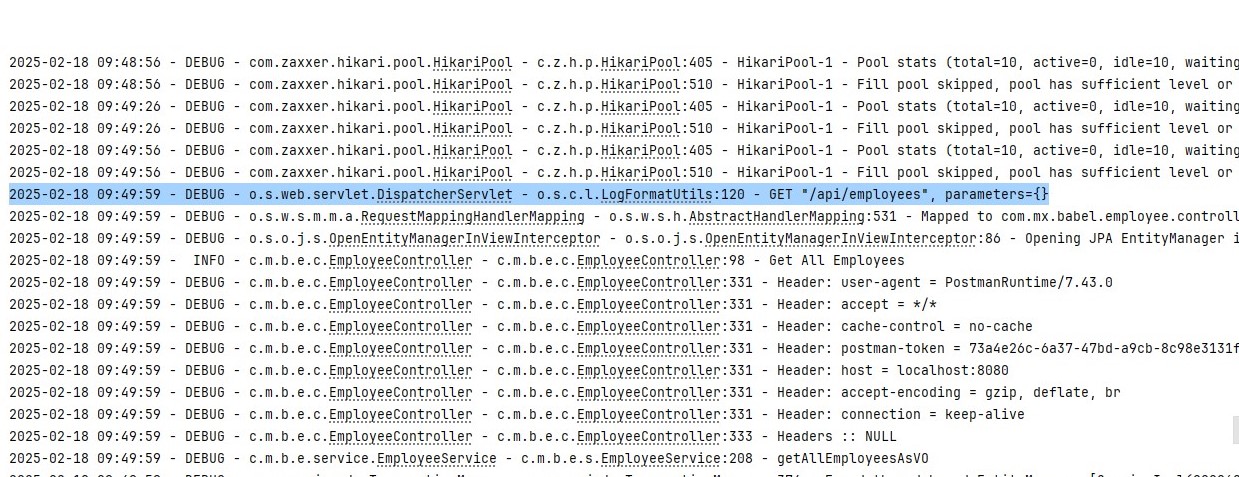 2025-02-18 09:48:56 - DEBUG - com.zaxxer.hikari.pool.HikariPool - c.z.h.p.HikariPool:405 - HikariPool-1 - Pool stats (total=10, active=0, idle=10, waiting
2025-02-18 09:48:56 - DEBUG - com.zaxxer.hikari.pool.HikariPool - c.z.h.p.HikariPool:510 - HikariPool-1 - Fill pool skipped, pool has sufficient level or
2025-02-18 09:49:26 - DEBUG - com.zaxxer.hikari.pool.HikariPool - c.z.h.p.HikariPool:405 - HikariPool-1 - Pool stats (total=10, active=0, idle=10, waiting
2025-02-18 09:49:26 - DEBUG - com.zaxxer.hikari.pool.HikariPool - c.z.h.p.HikariPool:510 - HikariPool-1 - Fill pool skipped, pool has sufficient level or
2025-02-18 09:49:56 - DEBUG - com.zaxxer.hikari.pool.HikariPool - c.z.h.p.HikariPool:405 - HikariPool-1 - Pool stats (total=10, active=0, idle=10, waiting
2025-02-18 09:49:56 - DEBUG - com.zaxxer.hikari.pool.HikariPool - c.z.h.p.HikariPool:510 - HikariPool-1 - Fill pool skipped, pool has sufficient level or
2025-02-18 09:49:59 - DEBUG - o.s.web.servlet.DispatcherServlet - o.s.c.l.LogFormatUtils:120 - GET "/api/employees", parameters={}
2025-02-18 09:49:59 - DEBUG - o.s.w.s.m.m.a.RequestMappingHandlerMapping - o.s.w.s.h.AbstractHandlerMapping:531 - Mapped to com.mx.babel.employee.controll
2025-02-18 09:49:59 - DEBUG - o.s.o.j.s.OpenEntityManagerInViewInterceptor - o.s.o.j.s.OpenEntityManagerInViewInterceptor:86 - Opening JPA EntityManager i
2025-02-18 09:49:59 -  INFO - c.m.b.e.c.EmployeeController - c.m.b.e.c.EmployeeController:98 - Get All Employees
2025-02-18 09:49:59 - DEBUG - c.m.b.e.c.EmployeeController - c.m.b.e.c.EmployeeController:331 - Header: user-agent = PostmanRuntime/7.43.0
2025-02-18 09:49:59 - DEBUG - c.m.b.e.c.EmployeeController - c.m.b.e.c.EmployeeController:331 - Header: accept = */*
2025-02-18 09:49:59 - DEBUG - c.m.b.e.c.EmployeeController - c.m.b.e.c.EmployeeController:331 - Header: cache-control = no-cache
2025-02-18 09:49:59 - DEBUG - c.m.b.e.c.EmployeeController - c.m.b.e.c.EmployeeController:331 - Header: postman-token = 73a4e26c-6a37-47bd-a9cb-8c98e3131f
2025-02-18 09:49:59 - DEBUG - c.m.b.e.c.EmployeeController - c.m.b.e.c.EmployeeController:331 - Header: host = localhost:8080
2025-02-18 09:49:59 - DEBUG - c.m.b.e.c.EmployeeController - c.m.b.e.c.EmployeeController:331 - Header: accept-encoding = gzip, deflate, br
2025-02-18 09:49:59 - DEBUG - c.m.b.e.c.EmployeeController - c.m.b.e.c.EmployeeController:331 - Header: connection = keep-alive
2025-02-18 09:49:59 - DEBUG - c.m.b.e.c.EmployeeController - c.m.b.e.c.EmployeeController:333 - Headers :: NULL
2025-02-18 09:49:59 - DEBUG - c.m.b.e.service.EmployeeService - c.m.b.e.s.EmployeeService:208 - getAllEmployeesAsVO